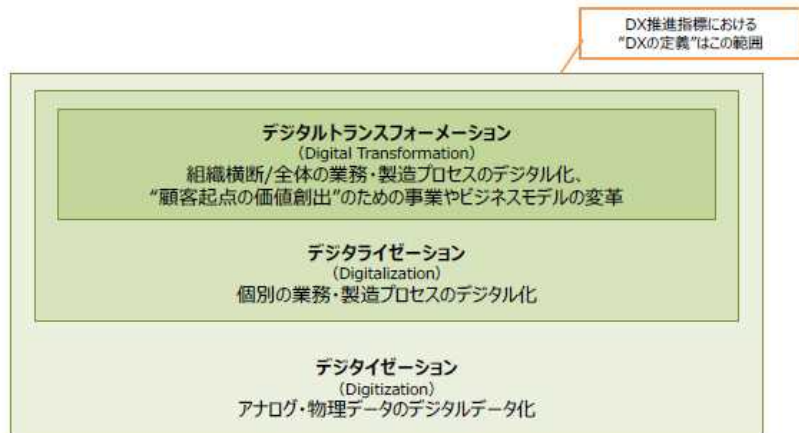 DX推進指標における
“DXの定義”はこの範囲
デジタルトランスフォーメーション
(Digital Transformation)
組織横断/全体の業務・製造プロセスのデジタル化、
“顧客起点の価値創出”のための事業やビジネスモデルの変革
デジタライゼーション
(Digitalization)
個別の業務・製造プロセスのデジタル化
デジタイゼーション
(Digitization)
アナログ・物理データのデジタルデータ化